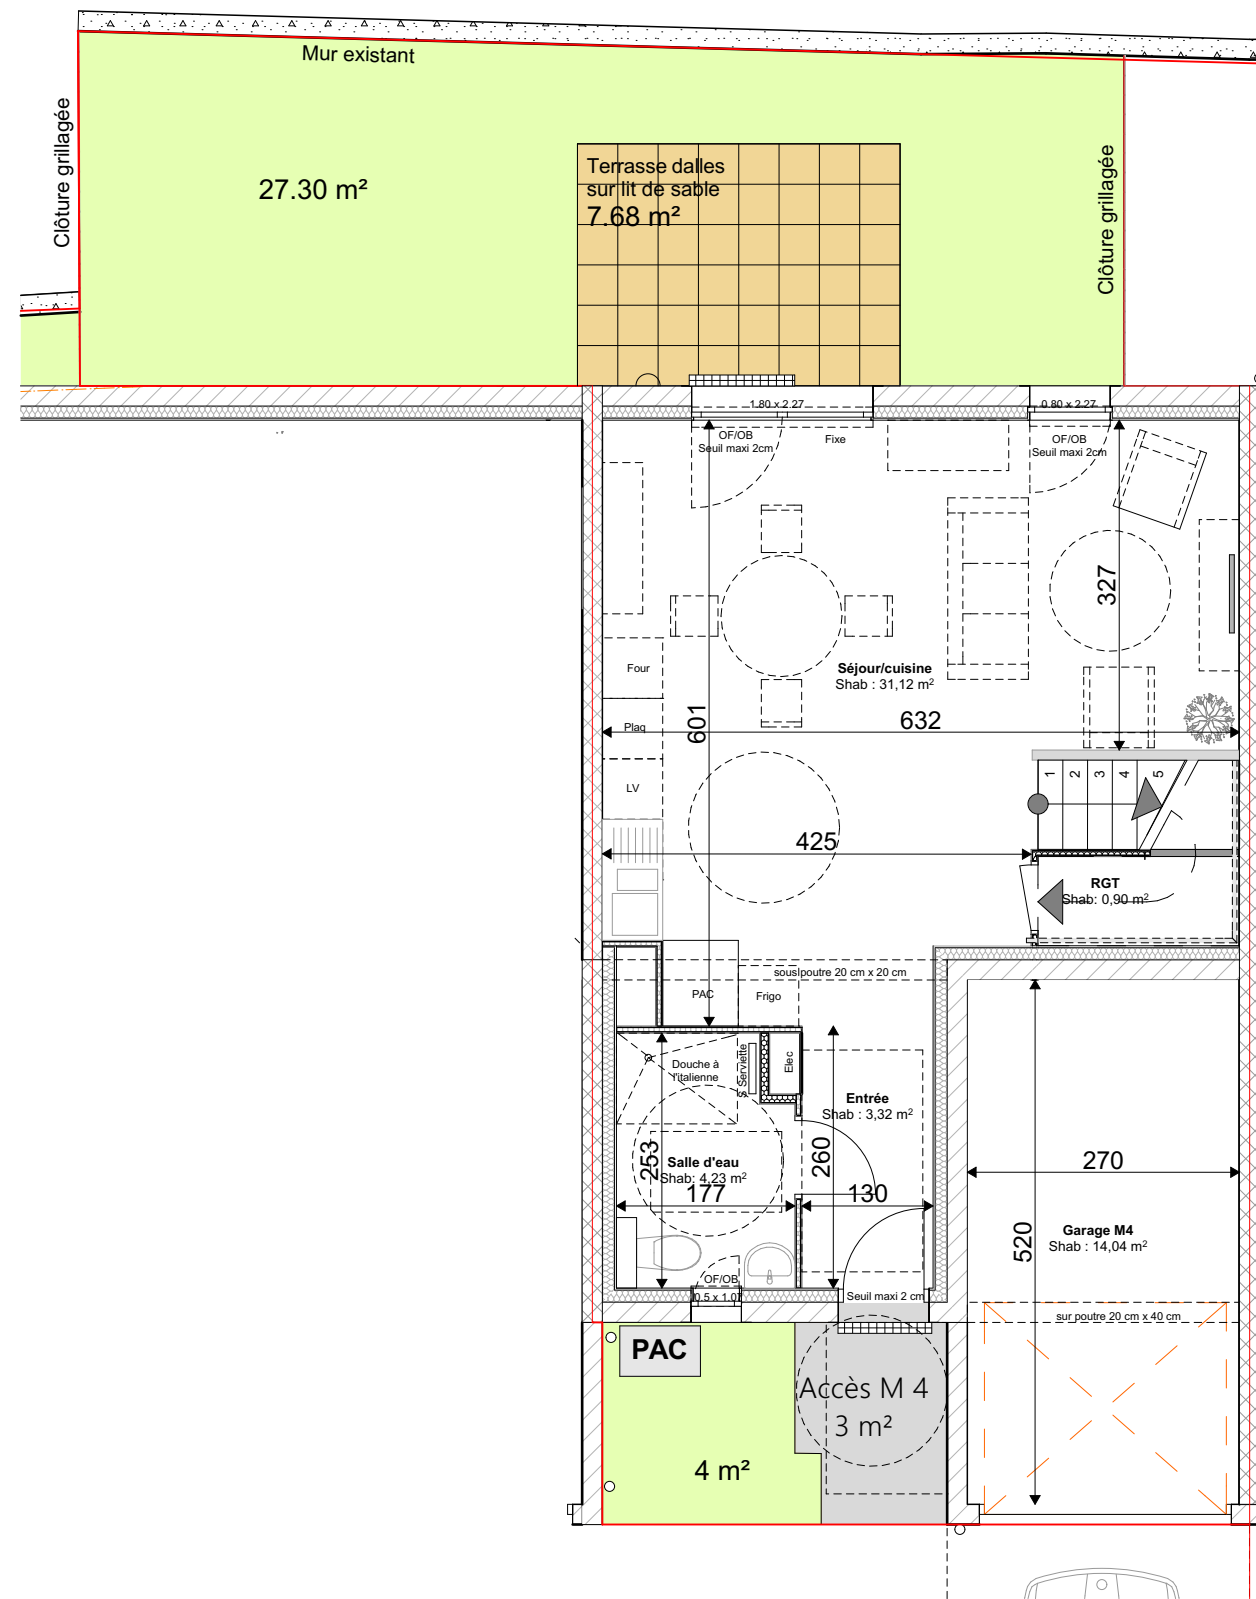 Mur existant
Clôture grillagée
27.30 m²
Terrasse dalles
sur lit de sable
7.68 m²
Clôture grillagée
1.80 x 2.27
0.80 x 2.27
OF/OB
Seuil maxi 2cm
Fixe
OF/OB
Seuil maxi 2cm
327
Four
Séjour/cuisine
Shab : 31,12 m²
Plaq
601
632
LV
1
2
3
4
5
425
RGT
Shab: 0,90 m²
sous poutre 20 cm x 20 cm
PAC
Frigo
Douche à
l'italienne
S Serviette
Elec
Entrée
Shab : 3,32 m²
253
Salle d'eau
Shab: 4,23 m²
177
260
130
270
520
Garage M4
Shab : 14,04 m²
OF/OB
0.5 x 1.07
Seuil maxi 2 cm
sur poutre 20 cm x 40 cm
PAC
Accès M 4
3 m²
4 m²